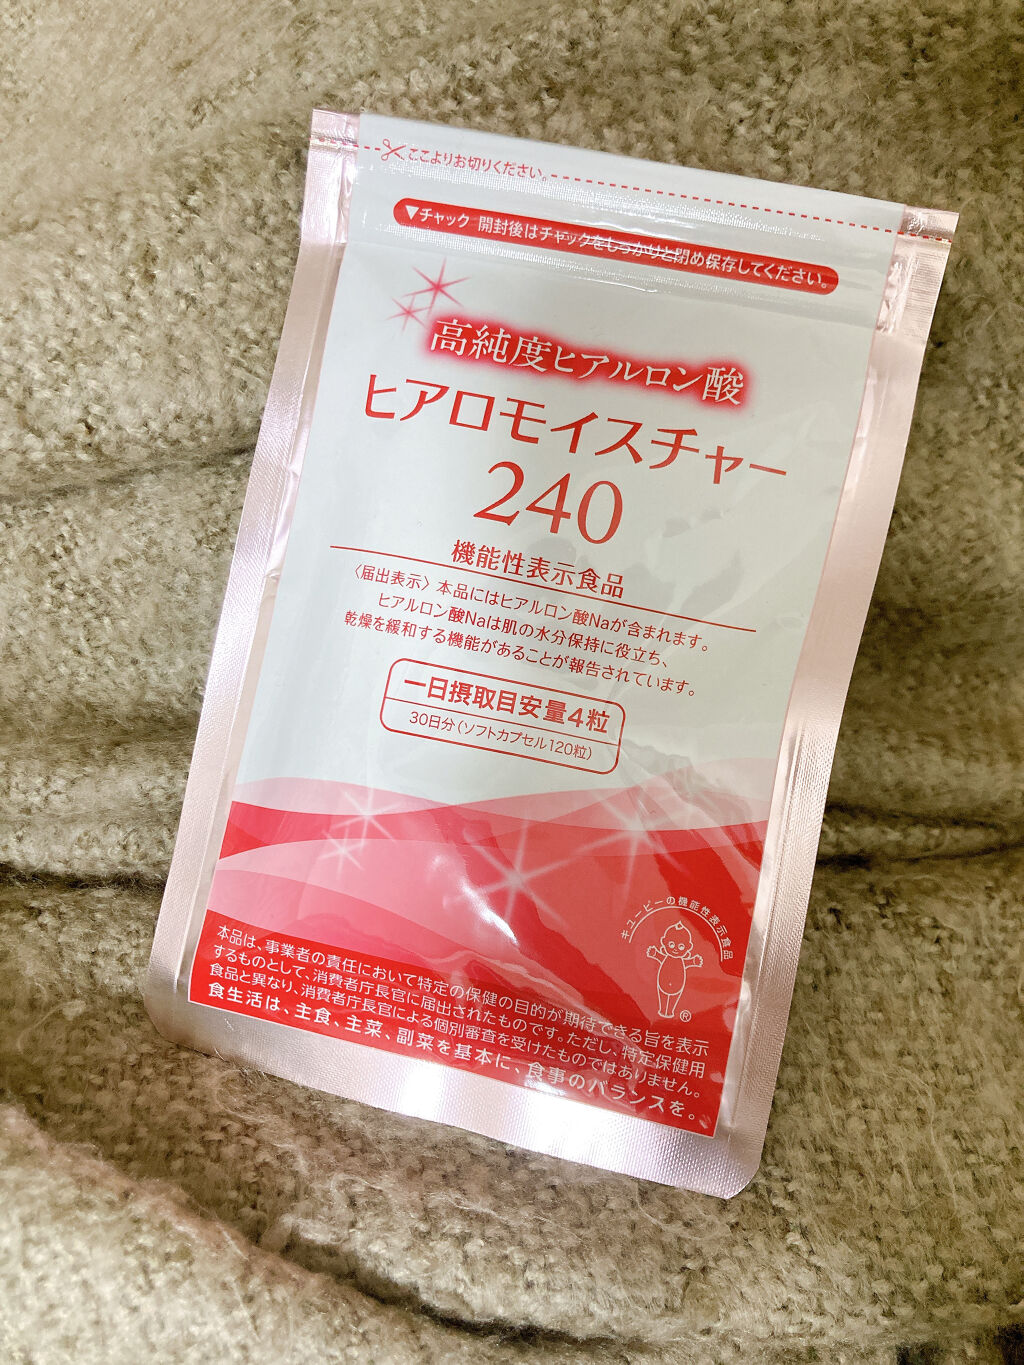 ここよりお切りください。
▼チャック 開封後はチャックをしっかりと閉め保存してください。
高純度ヒアルロン酸
ヒアロモイスチャー
240
機能性表示食品
〈届出表示〉本品にはヒアルロン酸Naが含まれます。
ヒアルロン酸Naは肌の水分保持に役立ち、
乾燥を緩和する機能があることが報告されています。
一日摂取目安量4粒
30日分(ソフトカプセル120粒)
キユーピーの機能性表示食品
®
本品は、事業者の責任において特定の保健の目的が期待できる旨を表示
するものとして、消費者庁長官に届出されたものです。ただし、特定保健用
食品と異なり、消費者庁長官による個別審査を受けたものではありません。
食生活は、主食、主菜、副菜を基本に、食事のバランスを。